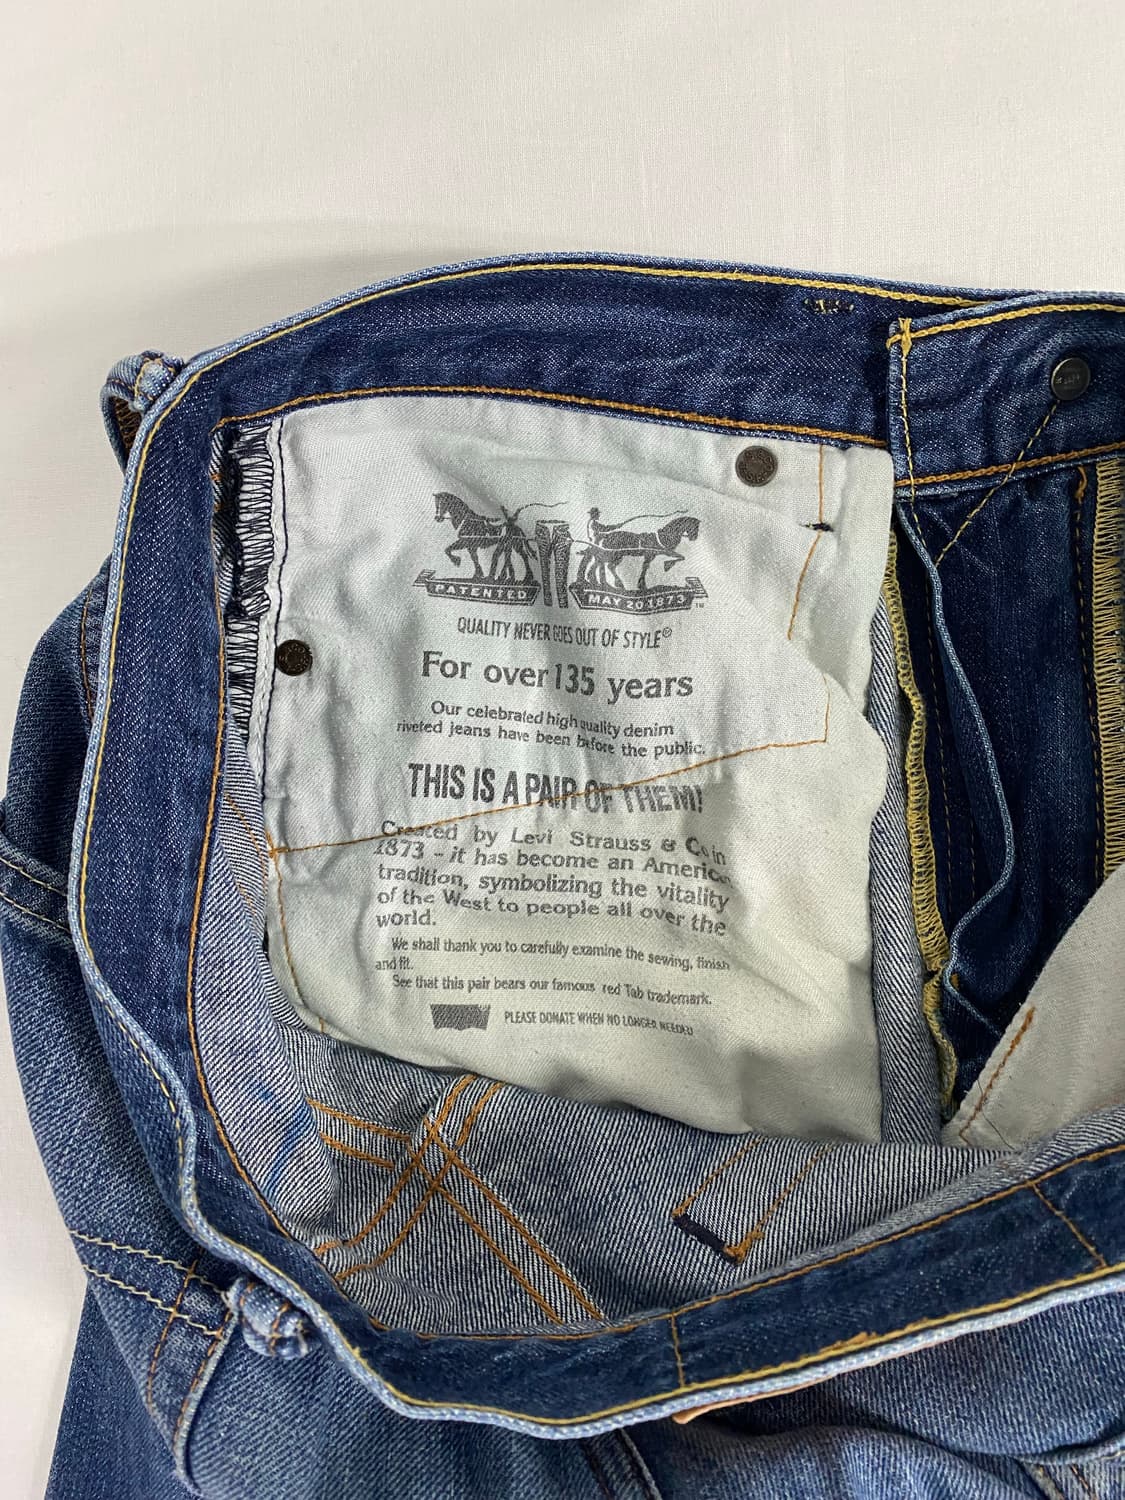 PATENTED MAY 20 1873 ™
QUALITY NEVER GOES OUT OF STYLE®
For over 135 years
Our celebrated high quality denim
riveted jeans have been before the public.
THIS IS A PAIR OF THEM!
Created by Levi Strauss & Co in
1873 - it has become an American
tradition, symbolizing the vitality
of the West to people all over the
world.
We shall thank you to carefully examine the sewing, finish
and fit.
See that this pair bears our famous red Tab trademark.
PLEASE DONATE WHEN NO LONGER NEEDED